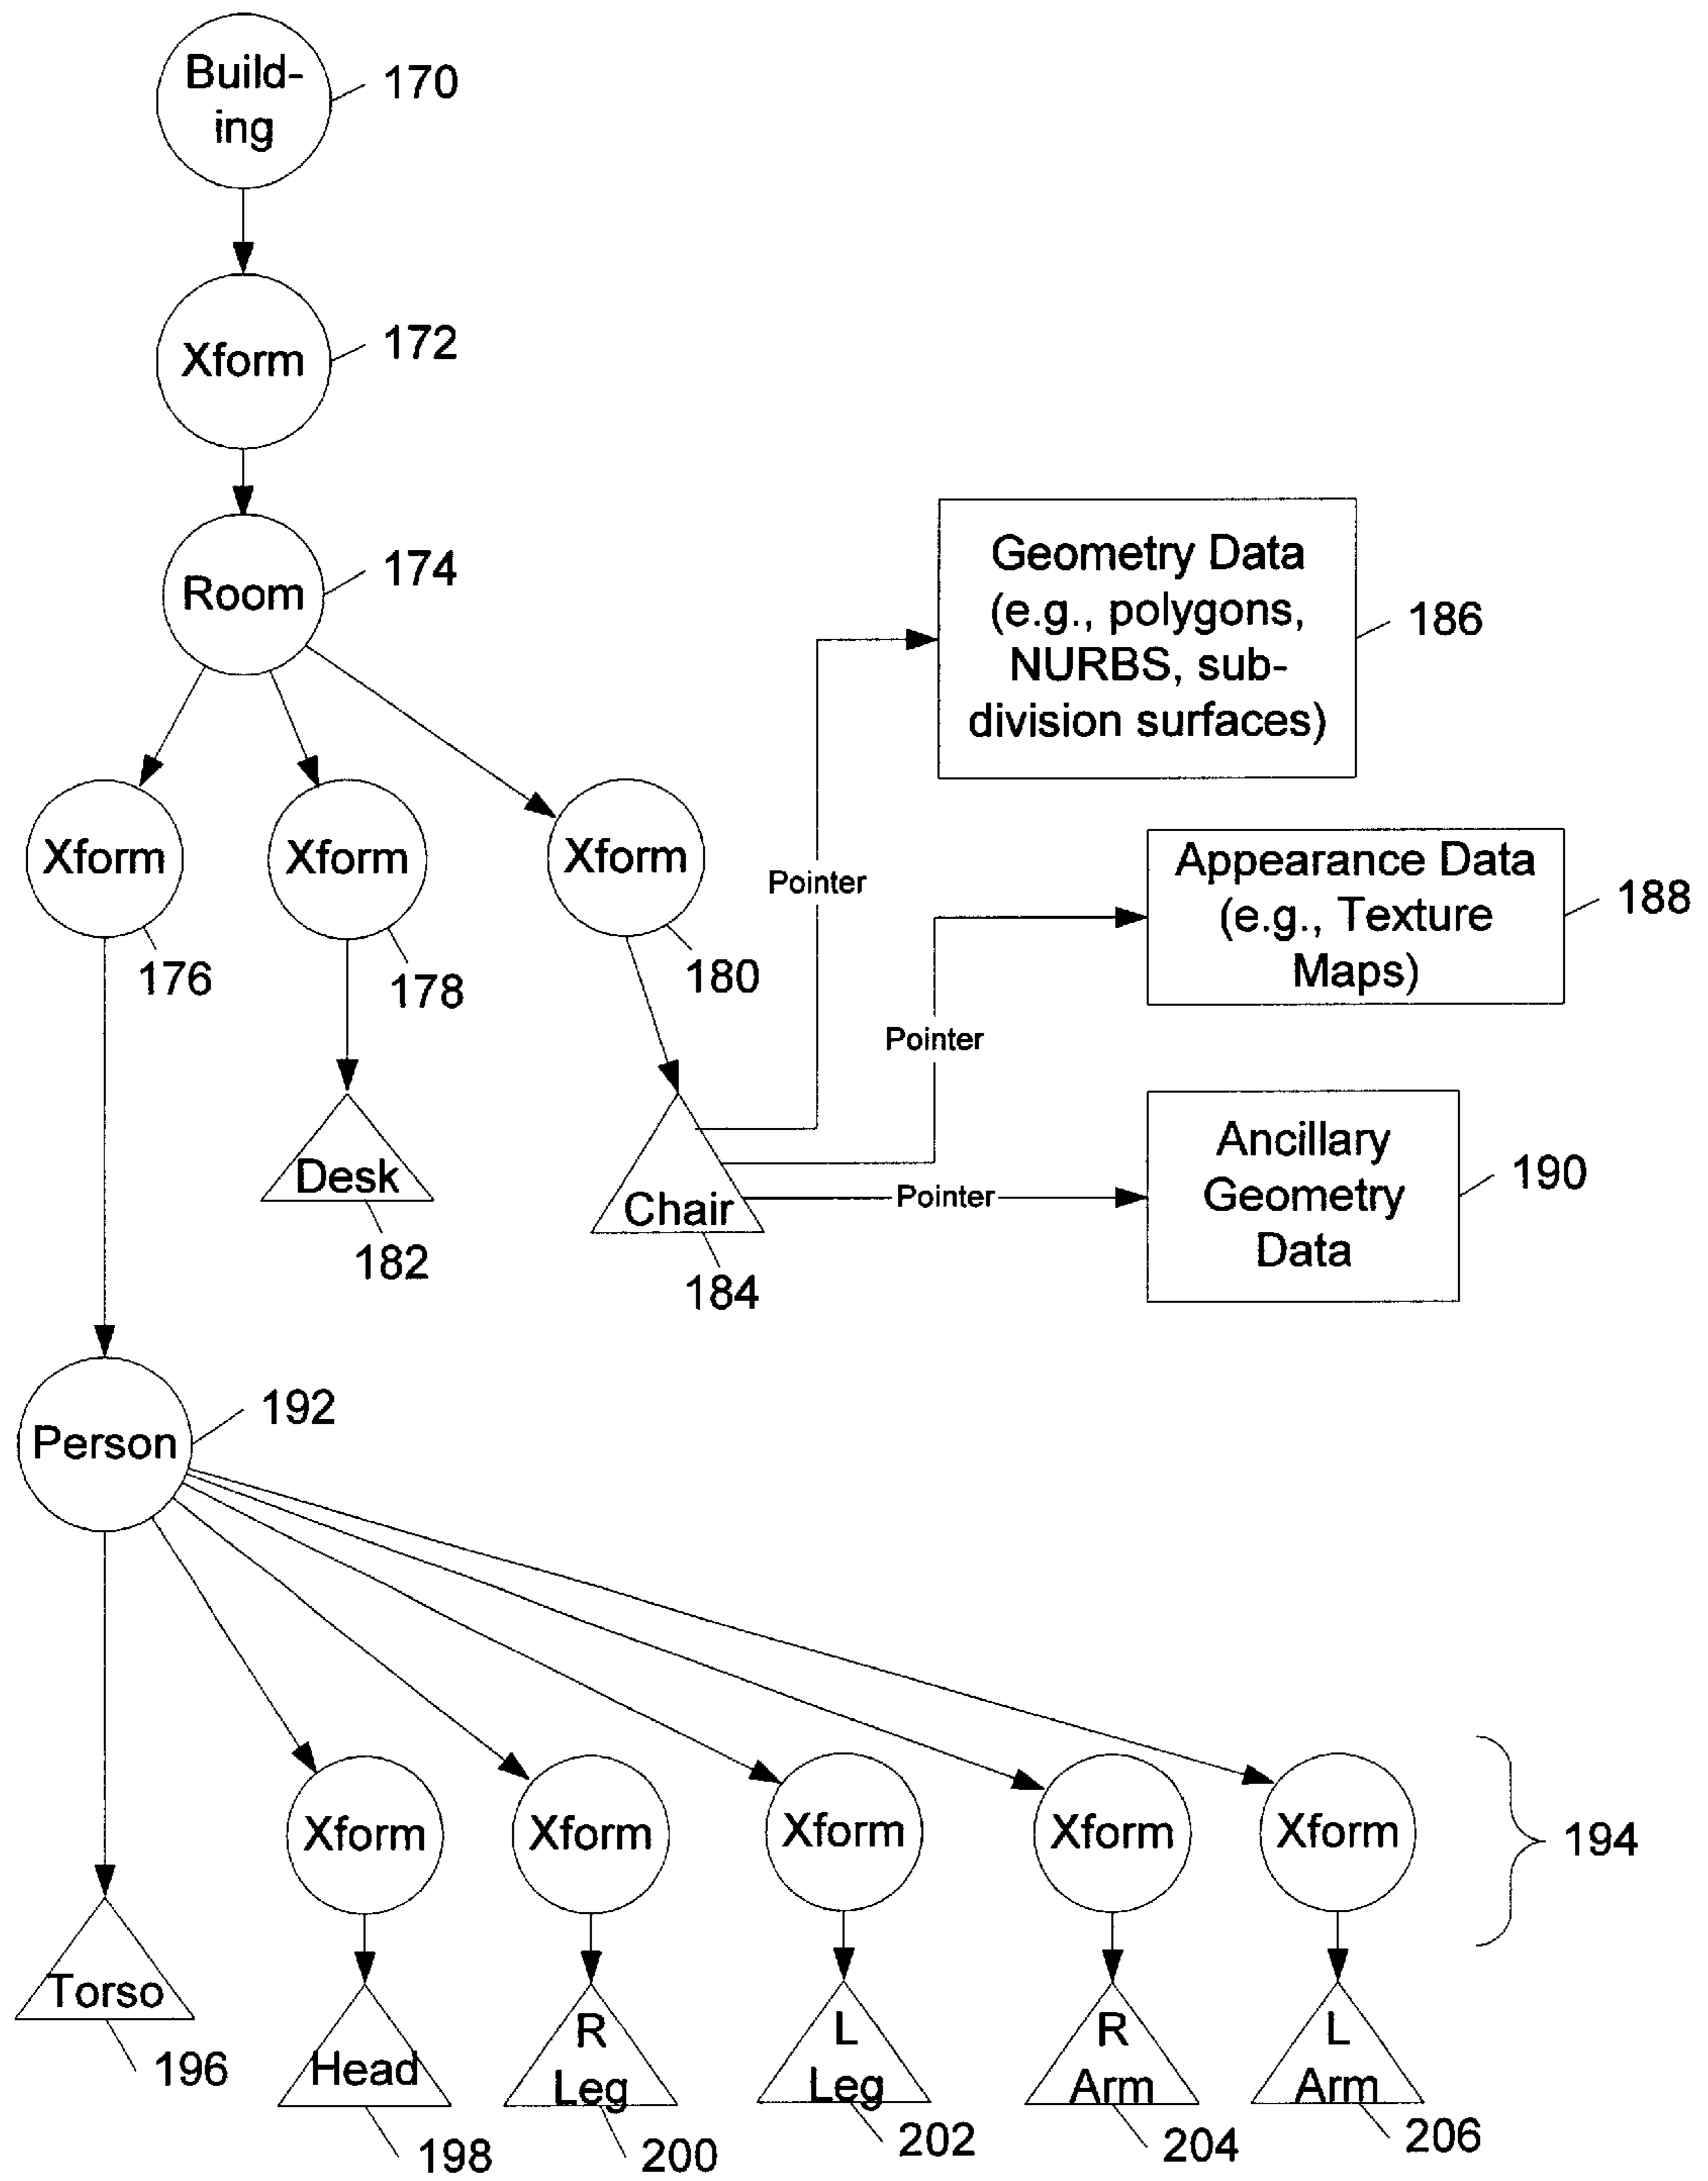 Build-
ing
170
Xform
172
Room
174
Geometry Data
(e.g., polygons,
NURBS, sub-
division surfaces)
186
Xform
176
Xform
178
Xform
180
Pointer
Appearance Data
(e.g., Texture
Maps)
188
Pointer
Desk
182
Chair
184
Pointer
Ancillary
Geometry
Data
190
Person
192
Xform
Xform
Xform
Xform
Xform
194
Torso
196
Head
198
R
Leg
200
L
Leg
202
R
Arm
204
L
Arm
206